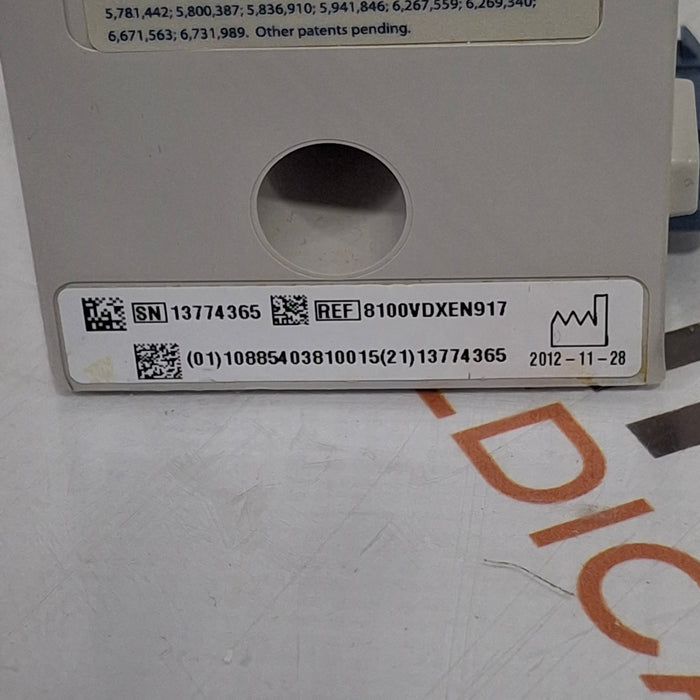 5,781,442; 5,800,387; 5,836,910; 5,941,846; 6,267,559; 6,269,340;
6,671,563; 6,731,989. Other patents pending.
SN 13774365 REF 8100VDXEN917
(01)10885403810015(21)13774365 2012-11-28
DIC